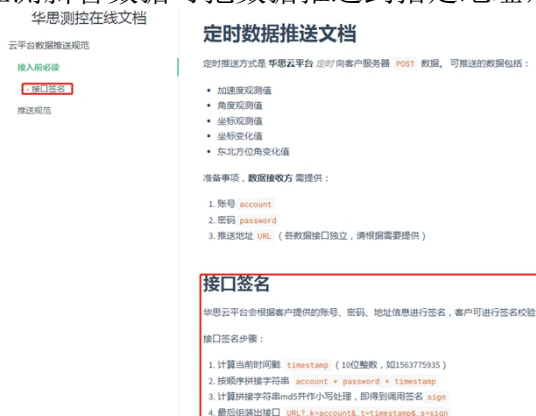 华思测控在线文档
云平台数据推送规范
接入前必读
- 接口签名
推送规范
定时数据推送文档
定时推送方式是 华思云平台 定时 向客户服务器 POST 数据。 可推送的数据包括：
加速度观测值
角度观测值
坐标观测值
坐标变化值
东北方位角变化值
准备事项，数据接收方 需提供：
1. 账号 account
2. 密码 password
3. 推送地址 URL （各数据接口独立，请根据需要提供）
接口签名
华思云平台会根据客户提供的账号、密码、地址信息进行签名，客户可进行签名校验
接口签名步骤：
1. 计算当前时间戳 timestamp （10位整数，如1563775935）
2. 按顺序拼接字符串 account + password + timestamp
3. 计算拼接字符串md5并作小写处理，即得到调用签名 sign
4. 最后组装出接口 URL?_k=account&_t=timestamp&_s=sign